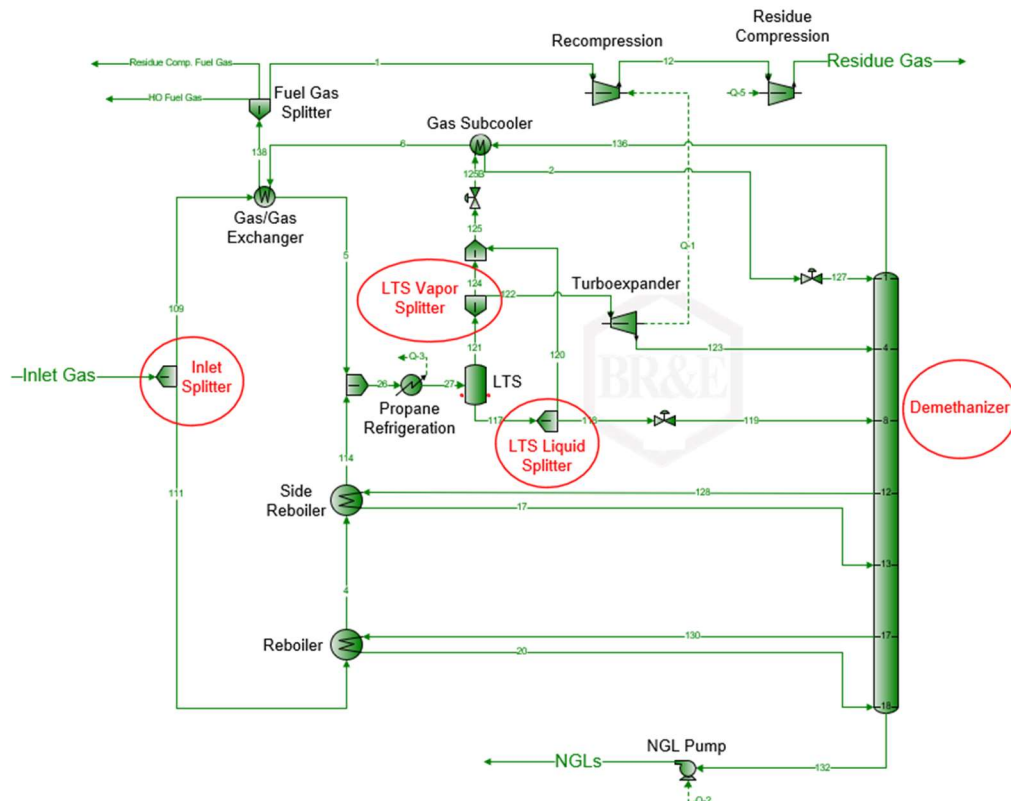 Residue
Compression
Recompression
Residue Comp. Fuel Gas
1
12
Residue Gas
HO Fuel Gas
Fuel Gas
Splitter
Q-5
Gas Subcooler
138
6
M
136
2
125B
W
Gas/Gas
Exchanger
5
125
Q-1
LTS Vapor
Splitter
124
122
Turboexpander
127
1
109
121
120
123
4
BR&E
Inlet Gas
Inlet
Splitter
Q-3
LTS
26
27
Propane
Refrigeration
117
118
119
8
Demethanizer
LTS Liquid
Splitter
114
Side
Reboiler
128
12
17
111
13
4
Reboiler
130
17
20
18
NGL Pump
NGLs
132
Q-2